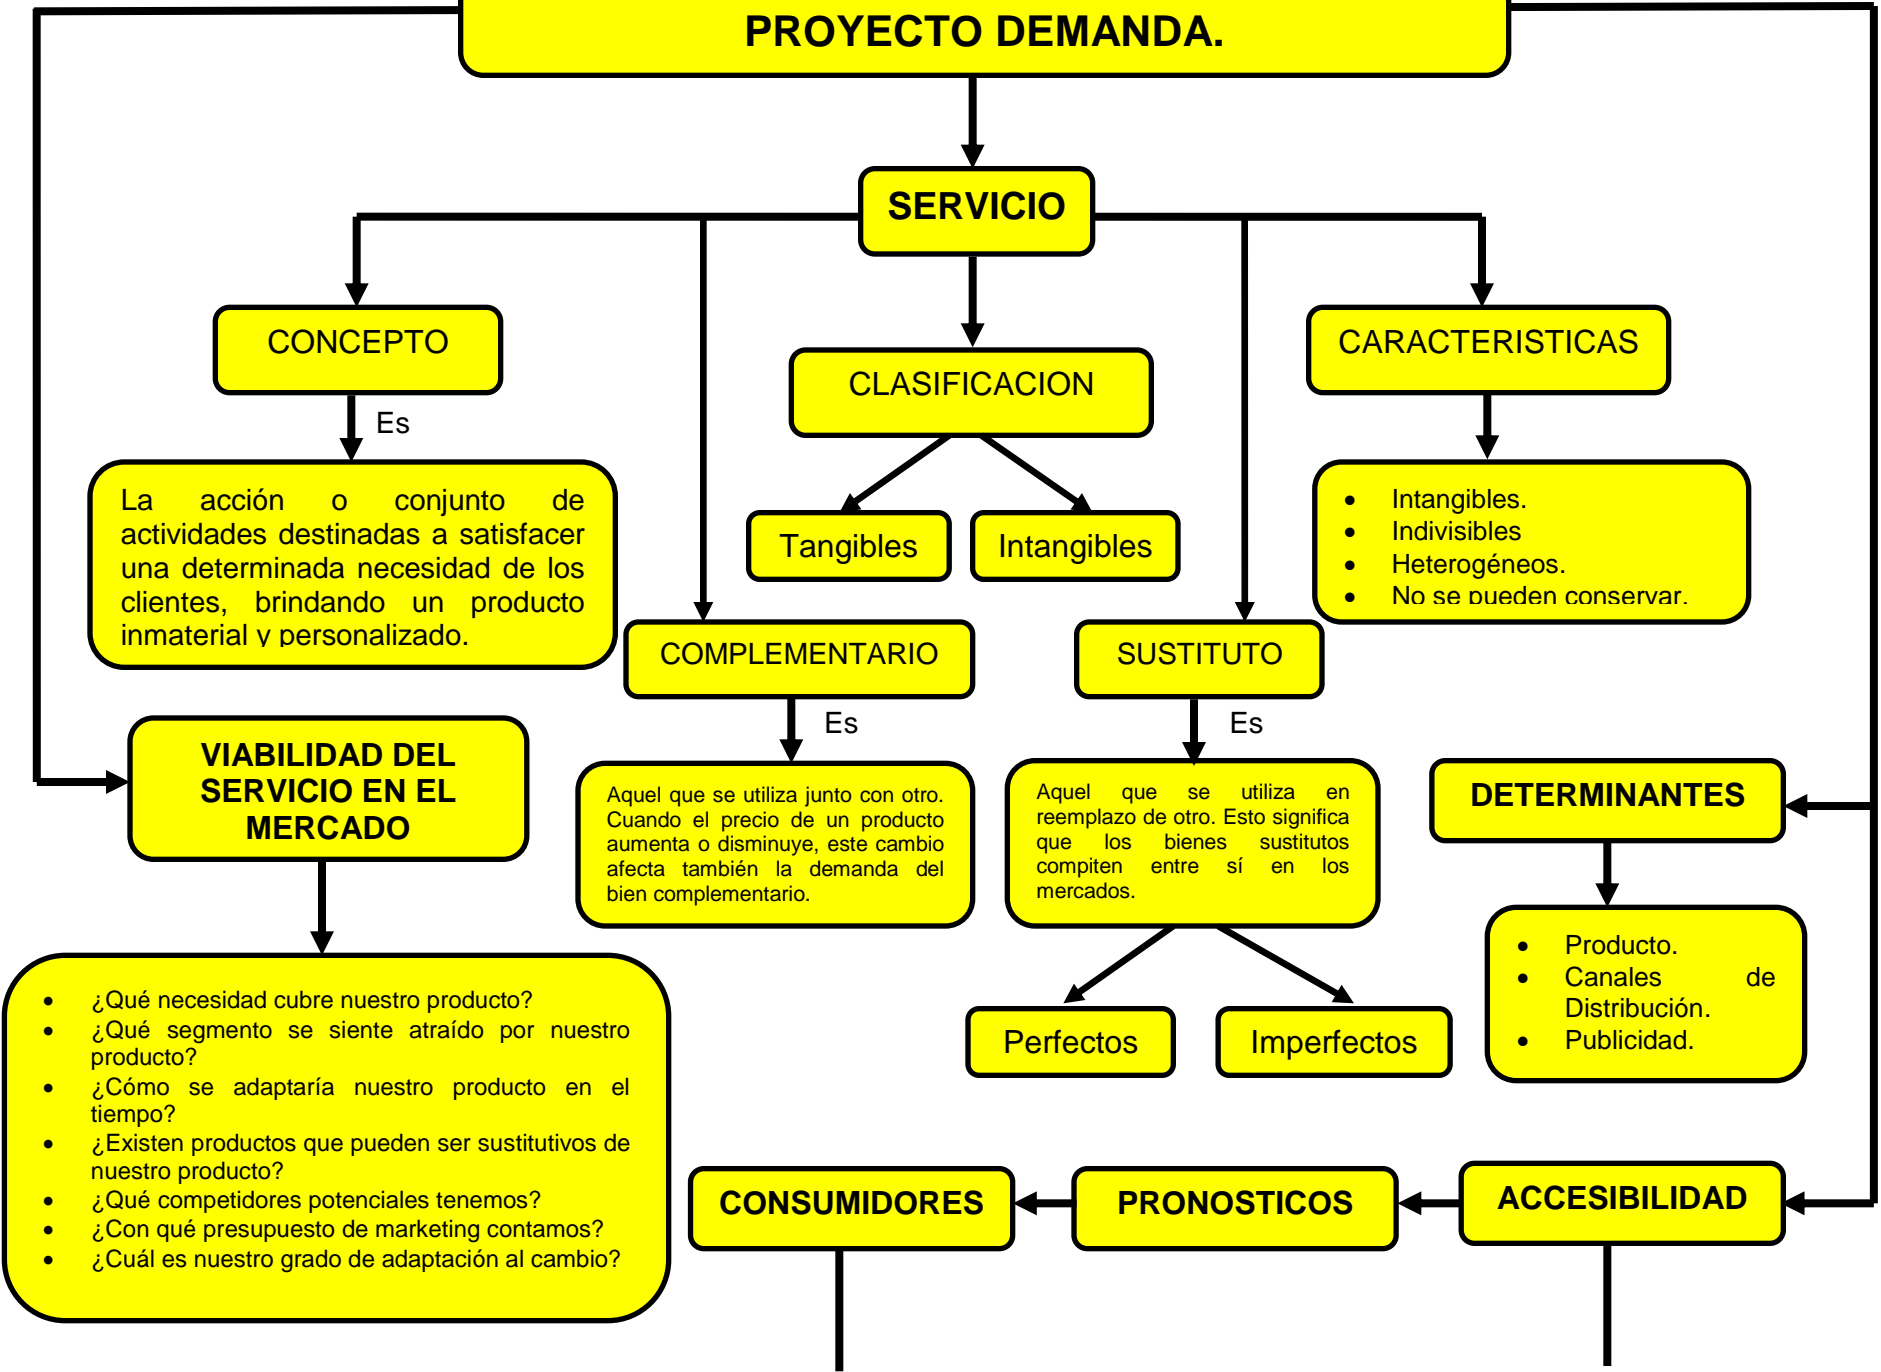 PROYECTO DEMANDA.
SERVICIO
CONCEPTO
CLASIFICACION
CARACTERISTICAS
Es
La acción o conjunto de
actividades destinadas a satisfacer
una determinada necesidad de los
clientes, brindando un producto
inmaterial y personalizado.
Tangibles
Intangibles
• Intangibles.
• Indivisibles
• Heterogéneos.
• No se pueden conservar.
COMPLEMENTARIO
SUSTITUTO
Es
Es
VIABILIDAD DEL
SERVICIO EN EL
MERCADO
Aquel que se utiliza junto con otro.
Cuando el precio de un producto
aumenta o disminuye, este cambio
afecta también la demanda del
bien complementario.
Aquel que se utiliza en
reemplazo de otro. Esto significa
que los bienes sustitutos
compiten entre sí en los
mercados.
DETERMINANTES
• Producto.
• Canales de
Distribución.
• Publicidad.
Perfectos
Imperfectos
• ¿Qué necesidad cubre nuestro producto?
• ¿Qué segmento se siente atraído por nuestro
producto?
• ¿Cómo se adaptaría nuestro producto en el
tiempo?
• ¿Existen productos que pueden ser sustitutivos de
nuestro producto?
• ¿Qué competidores potenciales tenemos?
• ¿Con qué presupuesto de marketing contamos?
• ¿Cuál es nuestro grado de adaptación al cambio?
CONSUMIDORES
PRONOSTICOS
ACCESIBILIDAD